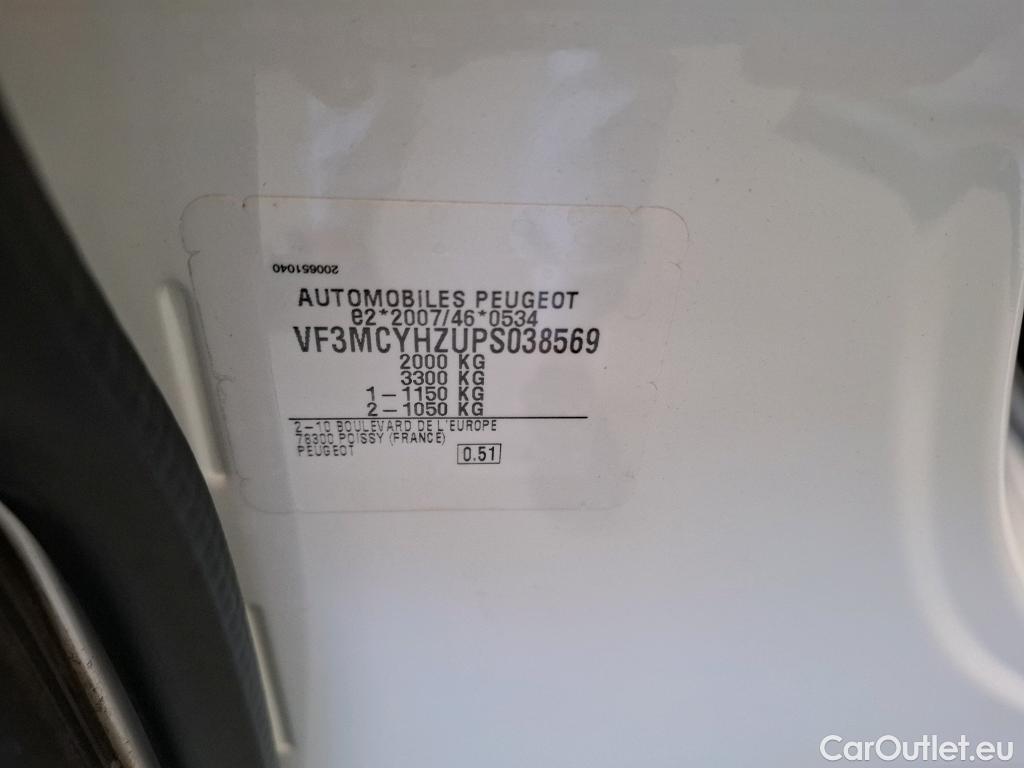 200651040
AUTOMOBILES PEUGEOT
e2*2007/46*0534
VF3MCYHZUPS038569
2000 KG
3300 KG
1-1150 KG
2-1050 KG
2-10 BOULEVARD DE L'EUROPE
78300 POISSY (FRANCE)
PEUGEOT
0.51
CarOutlet.eu